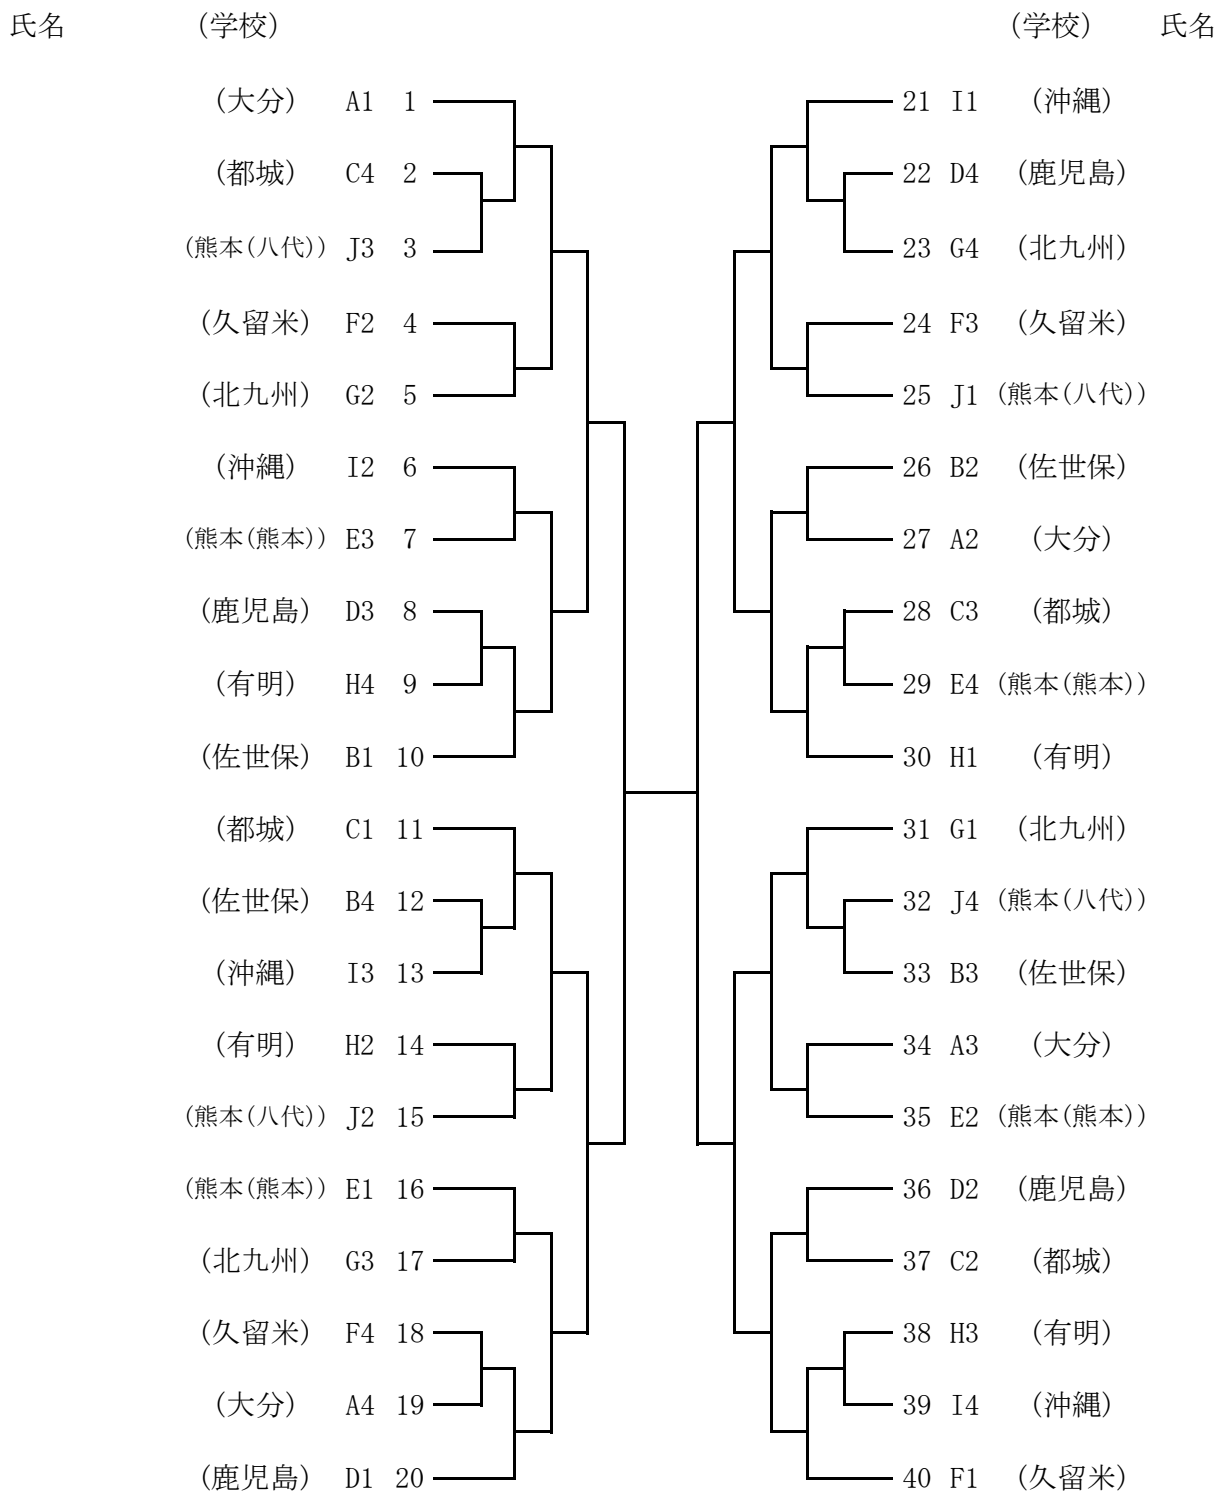 氏名 (学校) (学校) 氏名
(大分) A1 1 21 I1 (沖縄)
(都城) C4 2 22 D4 (鹿児島)
(熊本(八代)) J3 3 23 G4 (北九州)
(久留米) F2 4 24 F3 (久留米)
(北九州) G2 5 25 J1 (熊本(八代))
(沖縄) I2 6 26 B2 (佐世保)
(熊本(熊本)) E3 7 27 A2 (大分)
(鹿児島) D3 8 28 C3 (都城)
(有明) H4 9 29 E4 (熊本(熊本))
(佐世保) B1 10 30 H1 (有明)
(都城) C1 11 31 G1 (北九州)
(佐世保) B4 12 32 J4 (熊本(八代))
(沖縄) I3 13 33 B3 (佐世保)
(有明) H2 14 34 A3 (大分)
(熊本(八代)) J2 15 35 E2 (熊本(熊本))
(熊本(熊本)) E1 16 36 D2 (鹿児島)
(北九州) G3 17 37 C2 (都城)
(久留米) F4 18 38 H3 (有明)
(大分) A4 19 39 I4 (沖縄)
(鹿児島) D1 20 40 F1 (久留米)